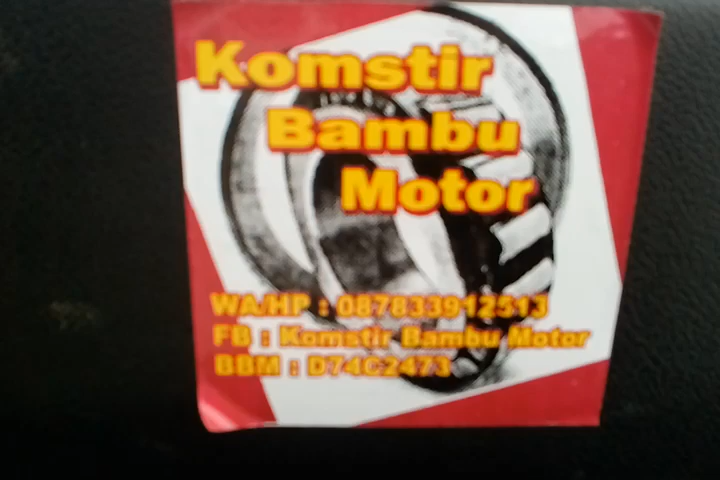 Komstir
Bambu
Motor
WA/HP : 087833912513
FB : Komstir Bambu Motor
BBM : D74C2473